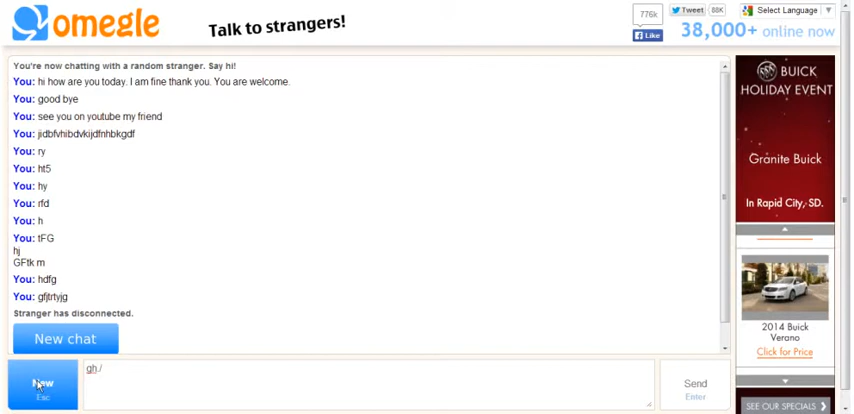 omegle
Talk to strangers!
776k
Like
Tweet
88K
Select Language
38,000+ online now
You're now chatting with a random stranger. Say hi!
You: hi how are you today. I am fine thank you. You are welcome.
You: good bye
You: see you on youtube my friend
You: jidbfvhibdvkijdfnhbkgdf
You: ry
You: ht5
You: hy
You: rfd
You: h
You: tFG
hj
GFtk m
You: hdfg
You: gfjtrtyjg
Stranger has disconnected.
New chat
New
Esc
gh./
Send
Enter
BUICK
HOLIDAY EVENT
Granite Buick
In Rapid City, SD.
2014 Buick
Verano
Click for Price
SEE OUR SPECIALS